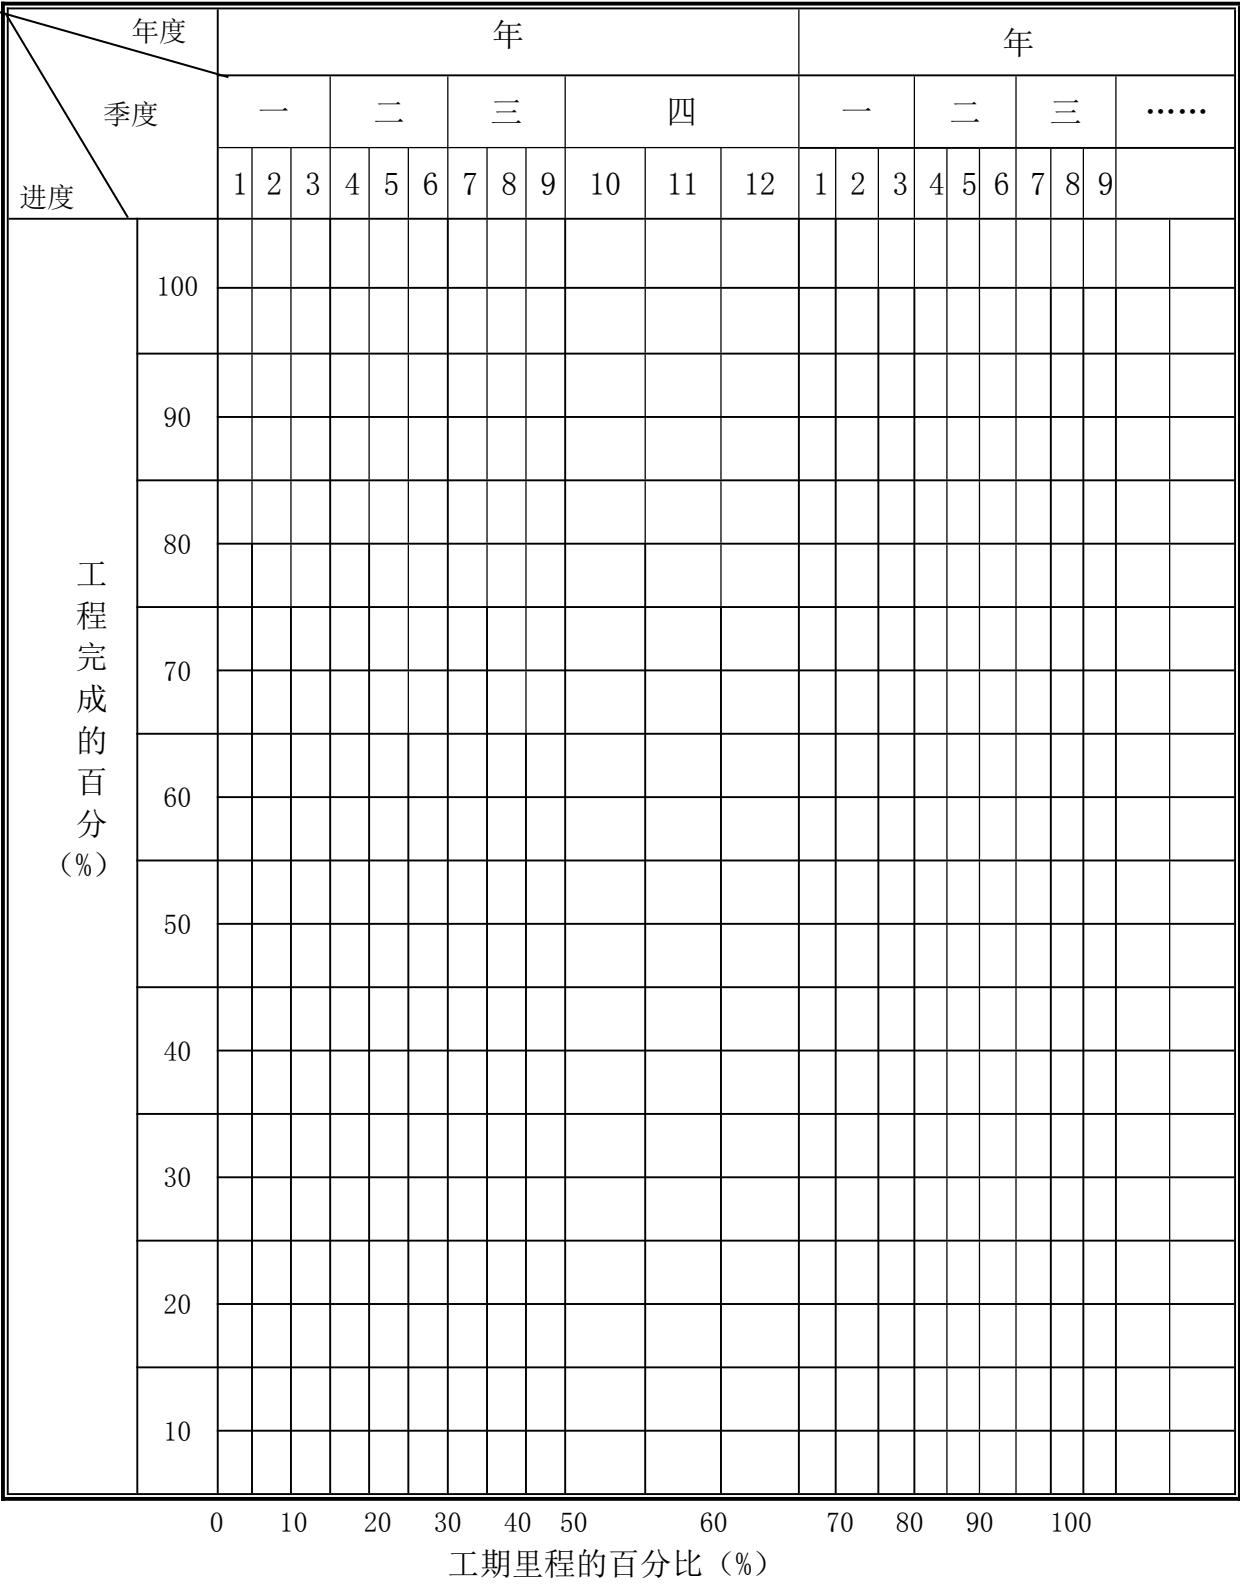 年度 年 年
季度 一 二 三 四 一 二 三 ……
进度 1 2 3 4 5 6 7 8 9 10 11 12 1 2 3 4 5 6 7 8 9
100
90
80
70
60
50
40
30
20
10
工
程
完
成
的
百
分
（%）
0 10 20 30 40 50 60 70 80 90 100
工期里程的百分比（%）